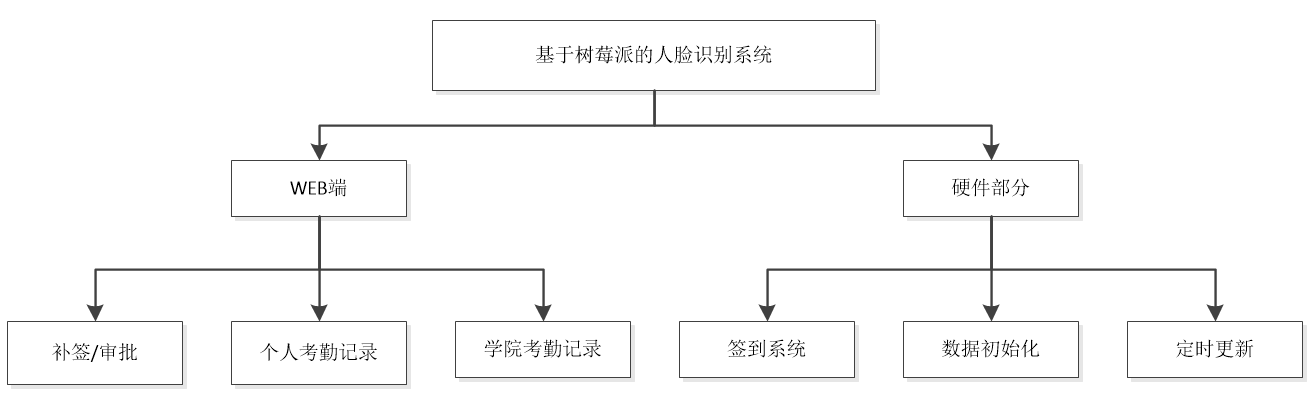 基于树莓派的人脸识别系统
WEB端
硬件部分
补签/审批
个人考勤记录
学院考勤记录
签到系统
数据初始化
定时更新